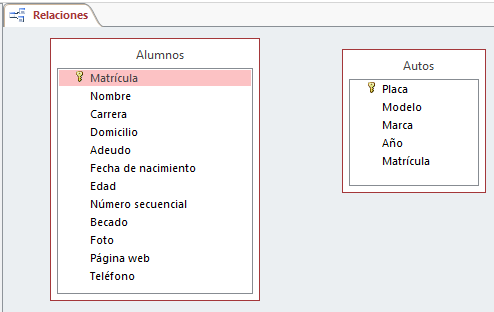 Relaciones
Alumnos
Matrícula
Nombre
Carrera
Domicilio
Adeudo
Fecha de nacimiento
Edad
Número secuencial
Becado
Foto
Página web
Teléfono
Autos
Placa
Modelo
Marca
Año
Matrícula